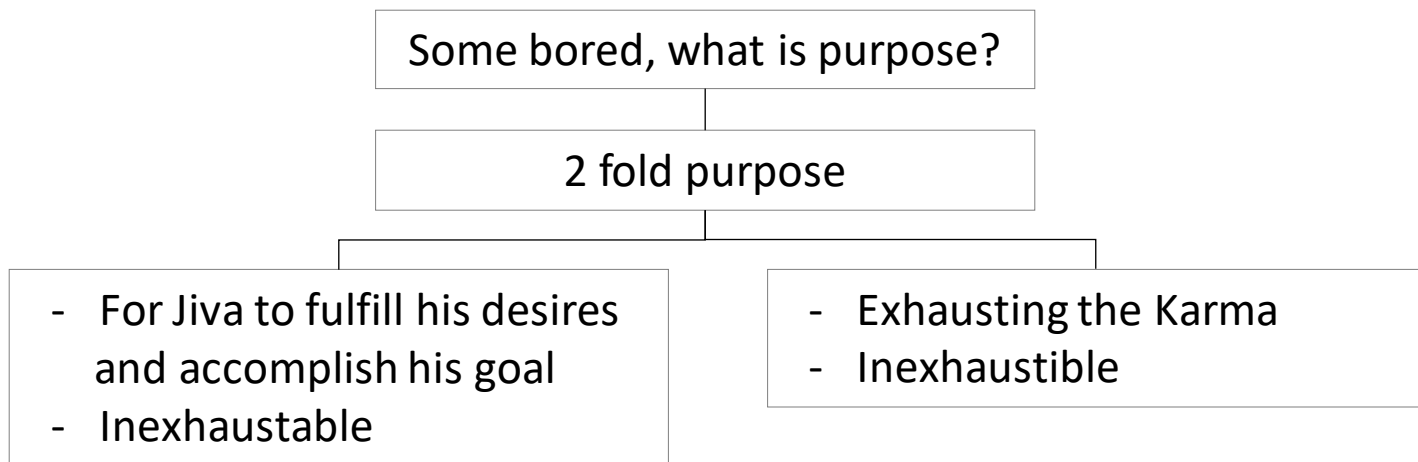 Some bored, what is purpose?
2 fold purpose
- For Jiva to fulfill his desires
and accomplish his goal
- Inexhaustable
- Exhausting the Karma
- Inexhaustible